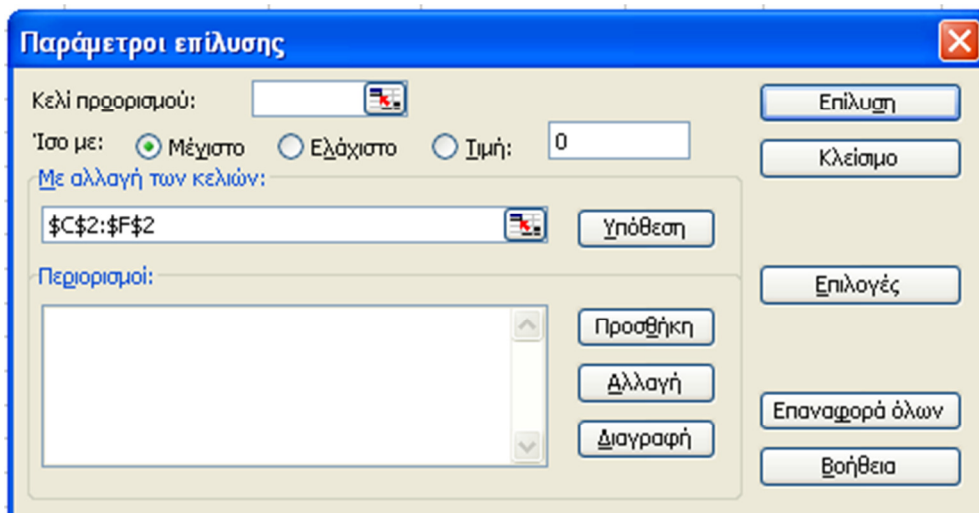 Παράμετροι επίλυσης
Κελί προορισμού:
Επίλυση
Ίσο με: Μέγιστο Ελάχιστο Τιμή: 0
Κλείσιμο
Με αλλαγή των κελιών:
$C$2:$F$2
Υπόθεση
Περιορισμοί:
Επιλογές
Προσθήκη
Αλλαγή
Επαναφορά όλων
Διαγραφή
Βοήθεια